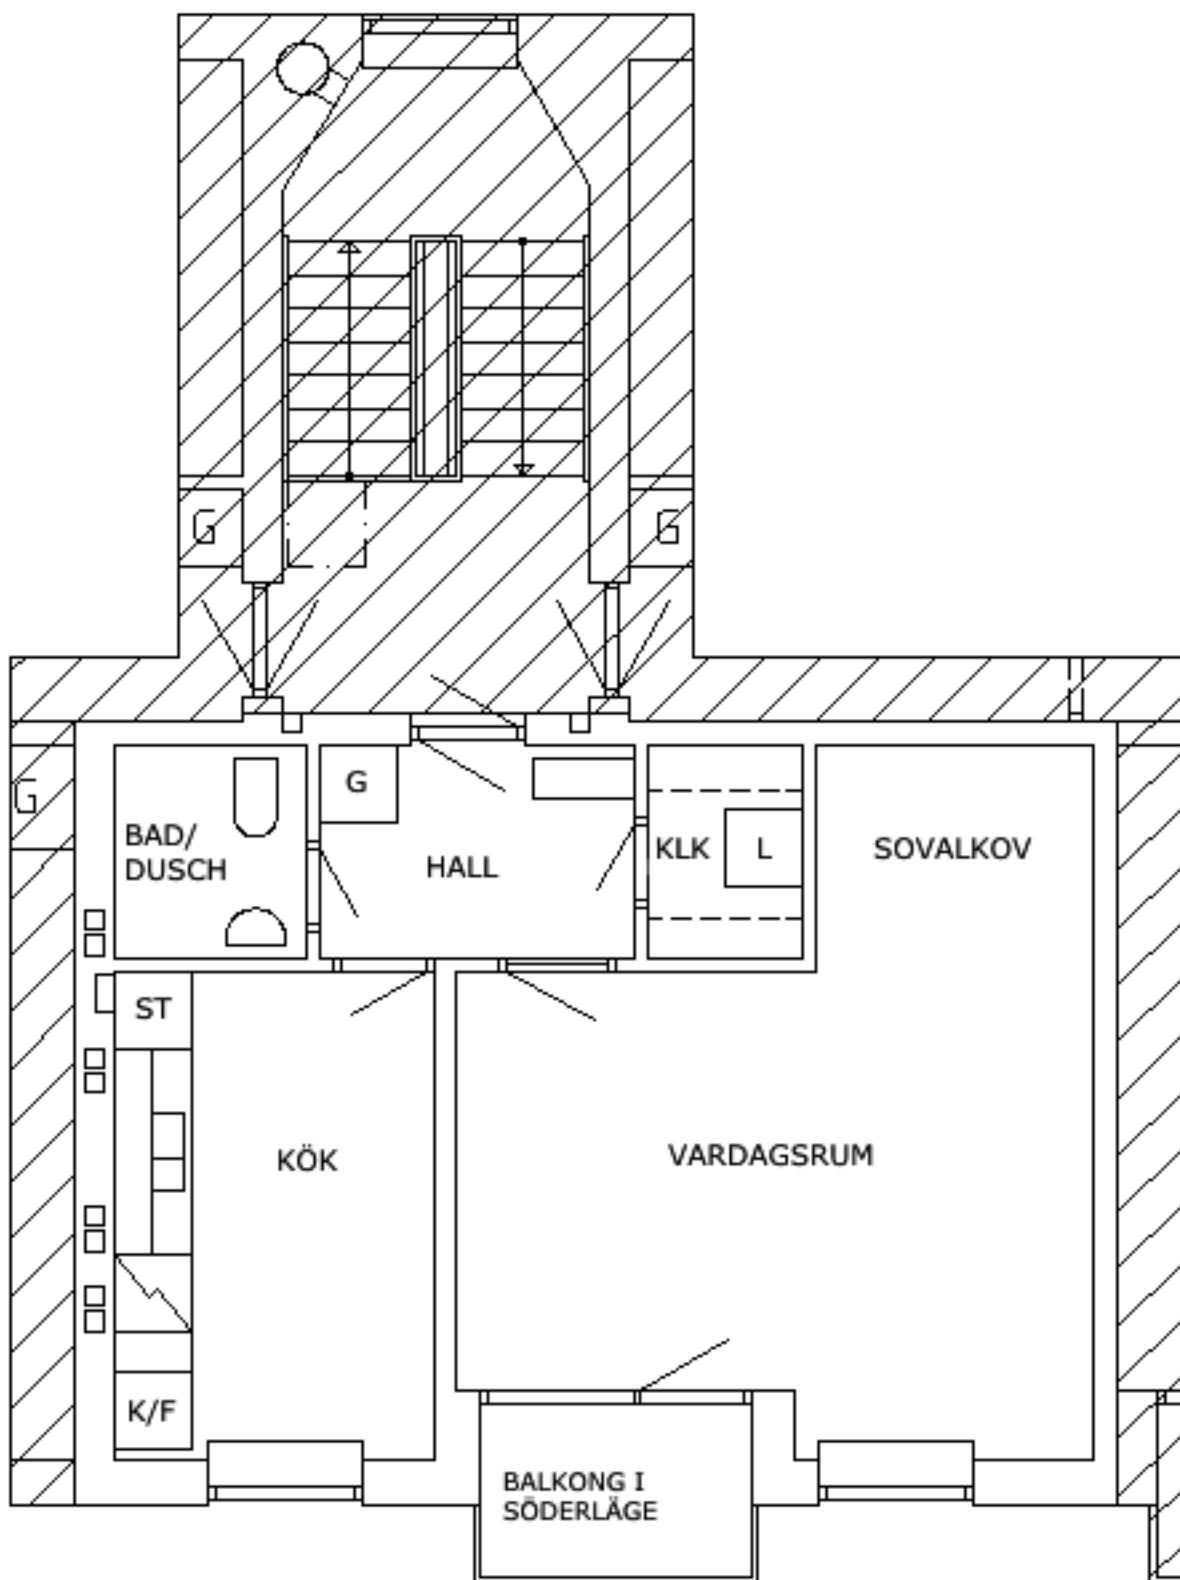 G
G
G
BAD/
DUSCH
G
HALL
KLK
L
SOVALKOV
ST
KÖK
VARDAGSRUM
K/F
BALKONG I
SÖDERLÄGE